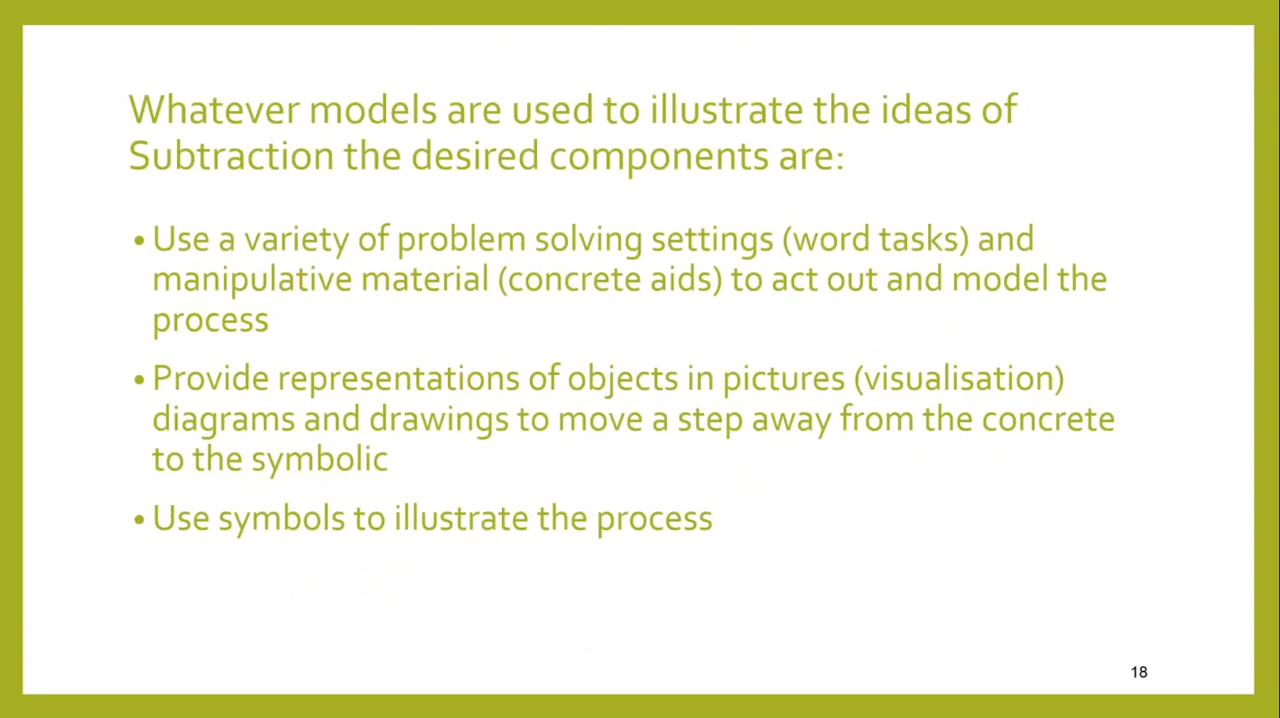 Whatever models are used to illustrate the ideas of
Subtraction the desired components are:
• Use a variety of problem solving settings (word tasks) and
manipulative material (concrete aids) to act out and model the
process
• Provide representations of objects in pictures (visualisation)
diagrams and drawings to move a step away from the concrete
to the symbolic
• Use symbols to illustrate the process
18